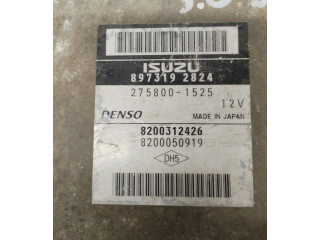 ISUZU
897319 2824
275800-1525
12V
DENSO MADE IN JAPAN
8200312426
8200050919
DH5